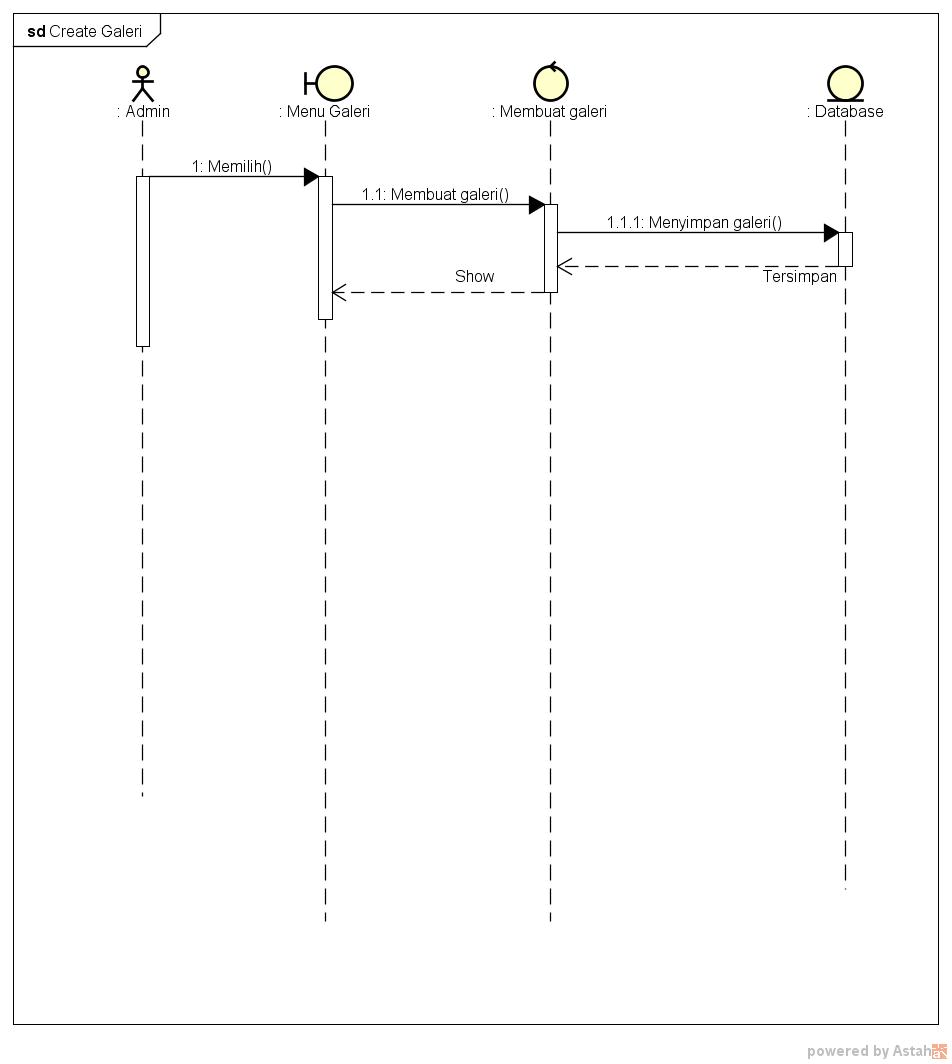 sd Create Galeri
: Admin
: Menu Galeri
: Membuat galeri
: Database
1: Memilih()
1.1: Membuat galeri()
1.1.1: Menyimpan galeri()
Tersimpan
Show
powered by Astah